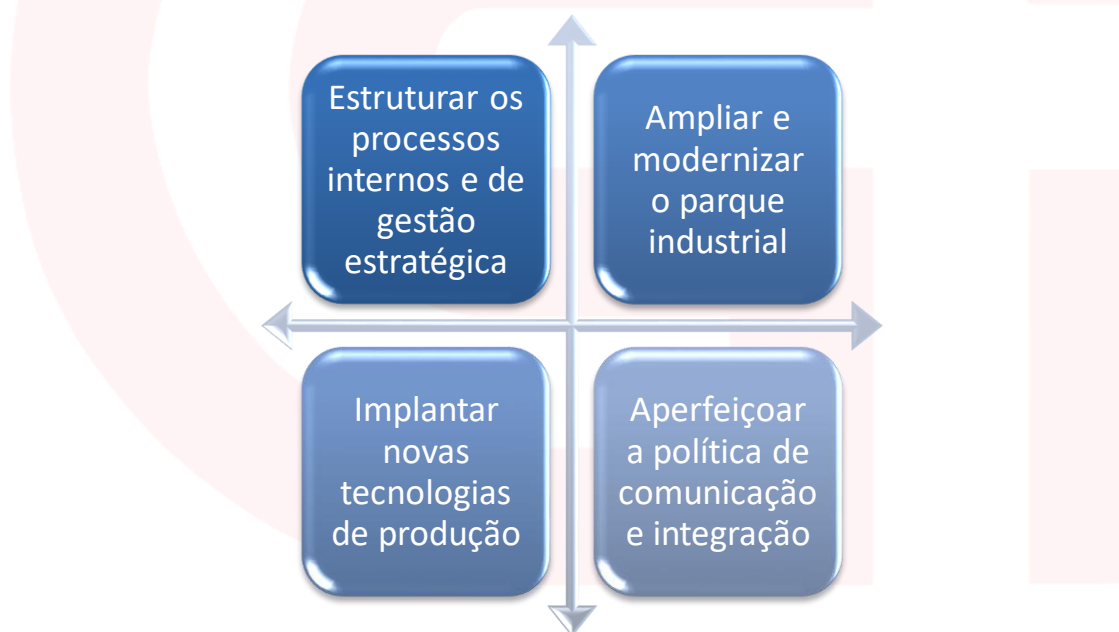 Estruturar os
processos
internos e de
gestão
estratégica
Ampliar e
modernizar
o parque
industrial
Implantar
novas
tecnologias
de produção
Aperfeiçoar
a política de
comunicação
e integração